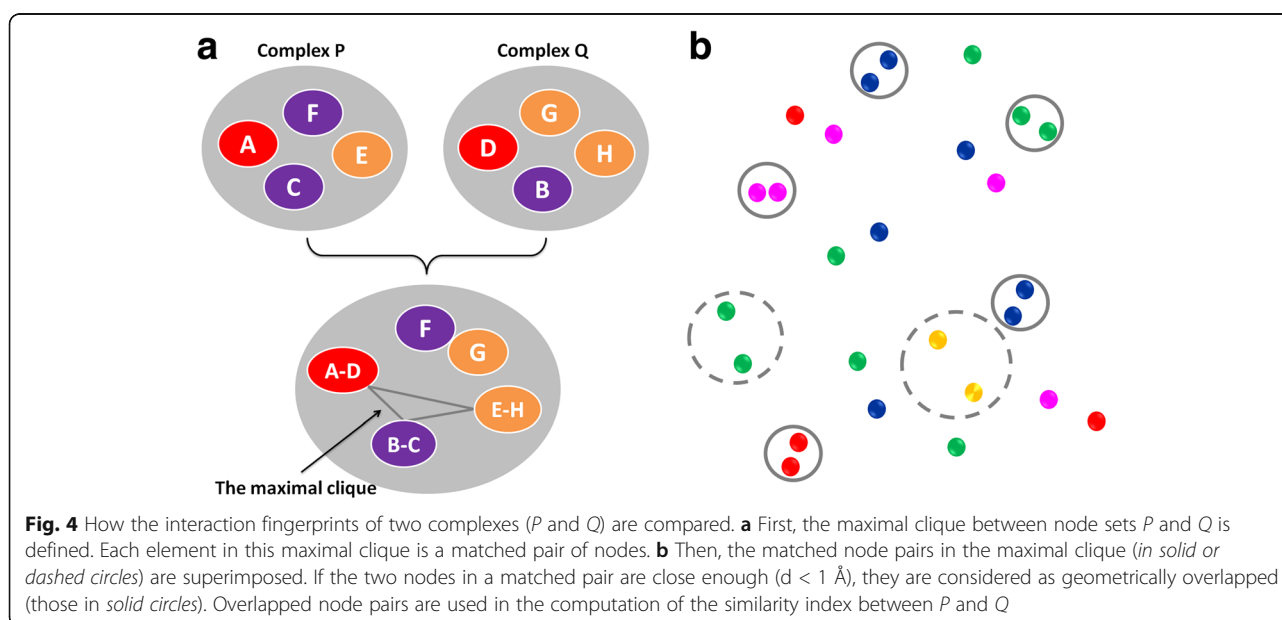 a
Complex P
Complex Q
F
A
E
C
G
D
H
B
F
G
A-D
E-H
B-C
The maximal clique
b
Fig. 4 How the interaction fingerprints of two complexes (P and Q) are compared. a First, the maximal clique between node sets P and Q is
defined. Each element in this maximal clique is a matched pair of nodes. b Then, the matched node pairs in the maximal clique (in solid or
dashed circles) are superimposed. If the two nodes in a matched pair are close enough (d < 1 Å), they are considered as geometrically overlapped
(those in solid circles). Overlapped node pairs are used in the computation of the similarity index between P and Q